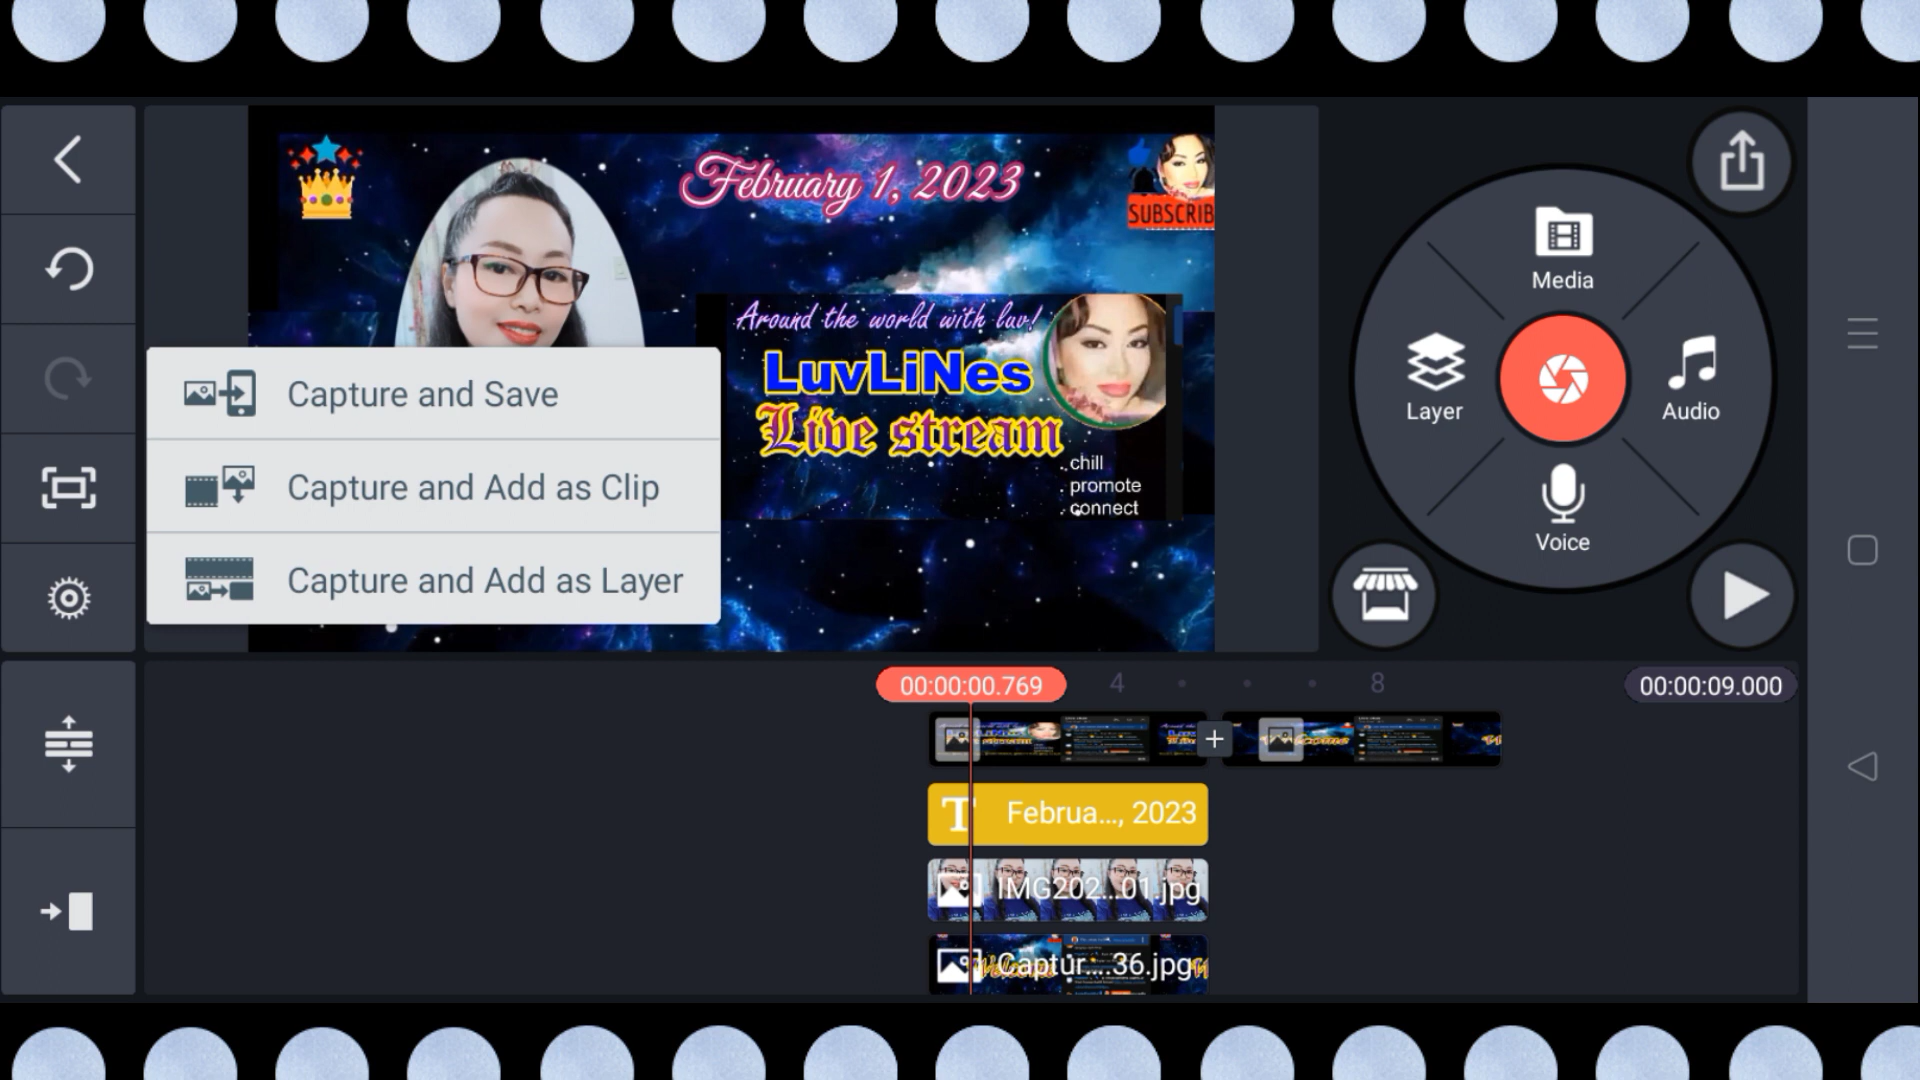 February 1, 2023
SUBSCRIB
Around the world with luv!
LuvLiNes
Live stream
. chill
. promote
. connect
Capture and Save
Capture and Add as Clip
Capture and Add as Layer
Media
Layer
Audio
Voice
00:00:00.769
4
8
00:00:09.000
T
Februa..., 2023
IMG202...01.jpg
Captur....36.jpg